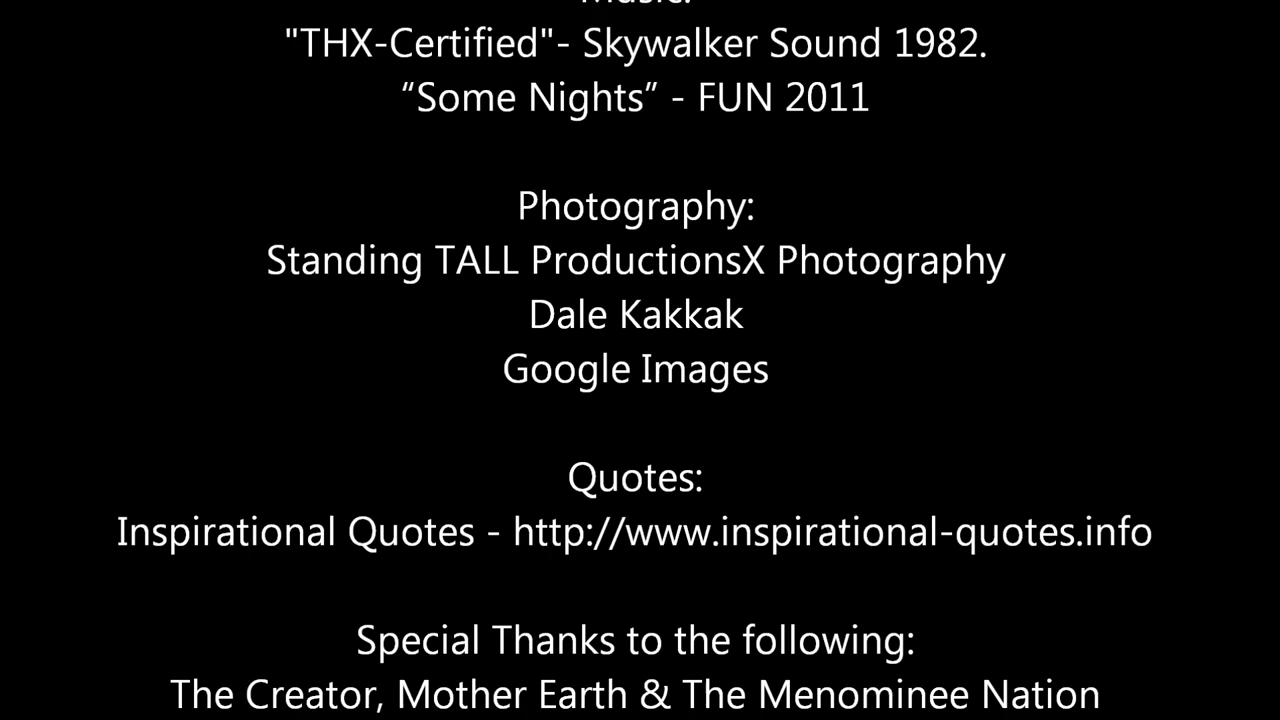 Music:
"THX-Certified"- Skywalker Sound 1982.
“Some Nights” - FUN 2011
Photography:
Standing TALL ProductionsX Photography
Dale Kakkak
Google Images
Quotes:
Inspirational Quotes - http://www.inspirational-quotes.info
Special Thanks to the following:
The Creator, Mother Earth & The Menominee Nation